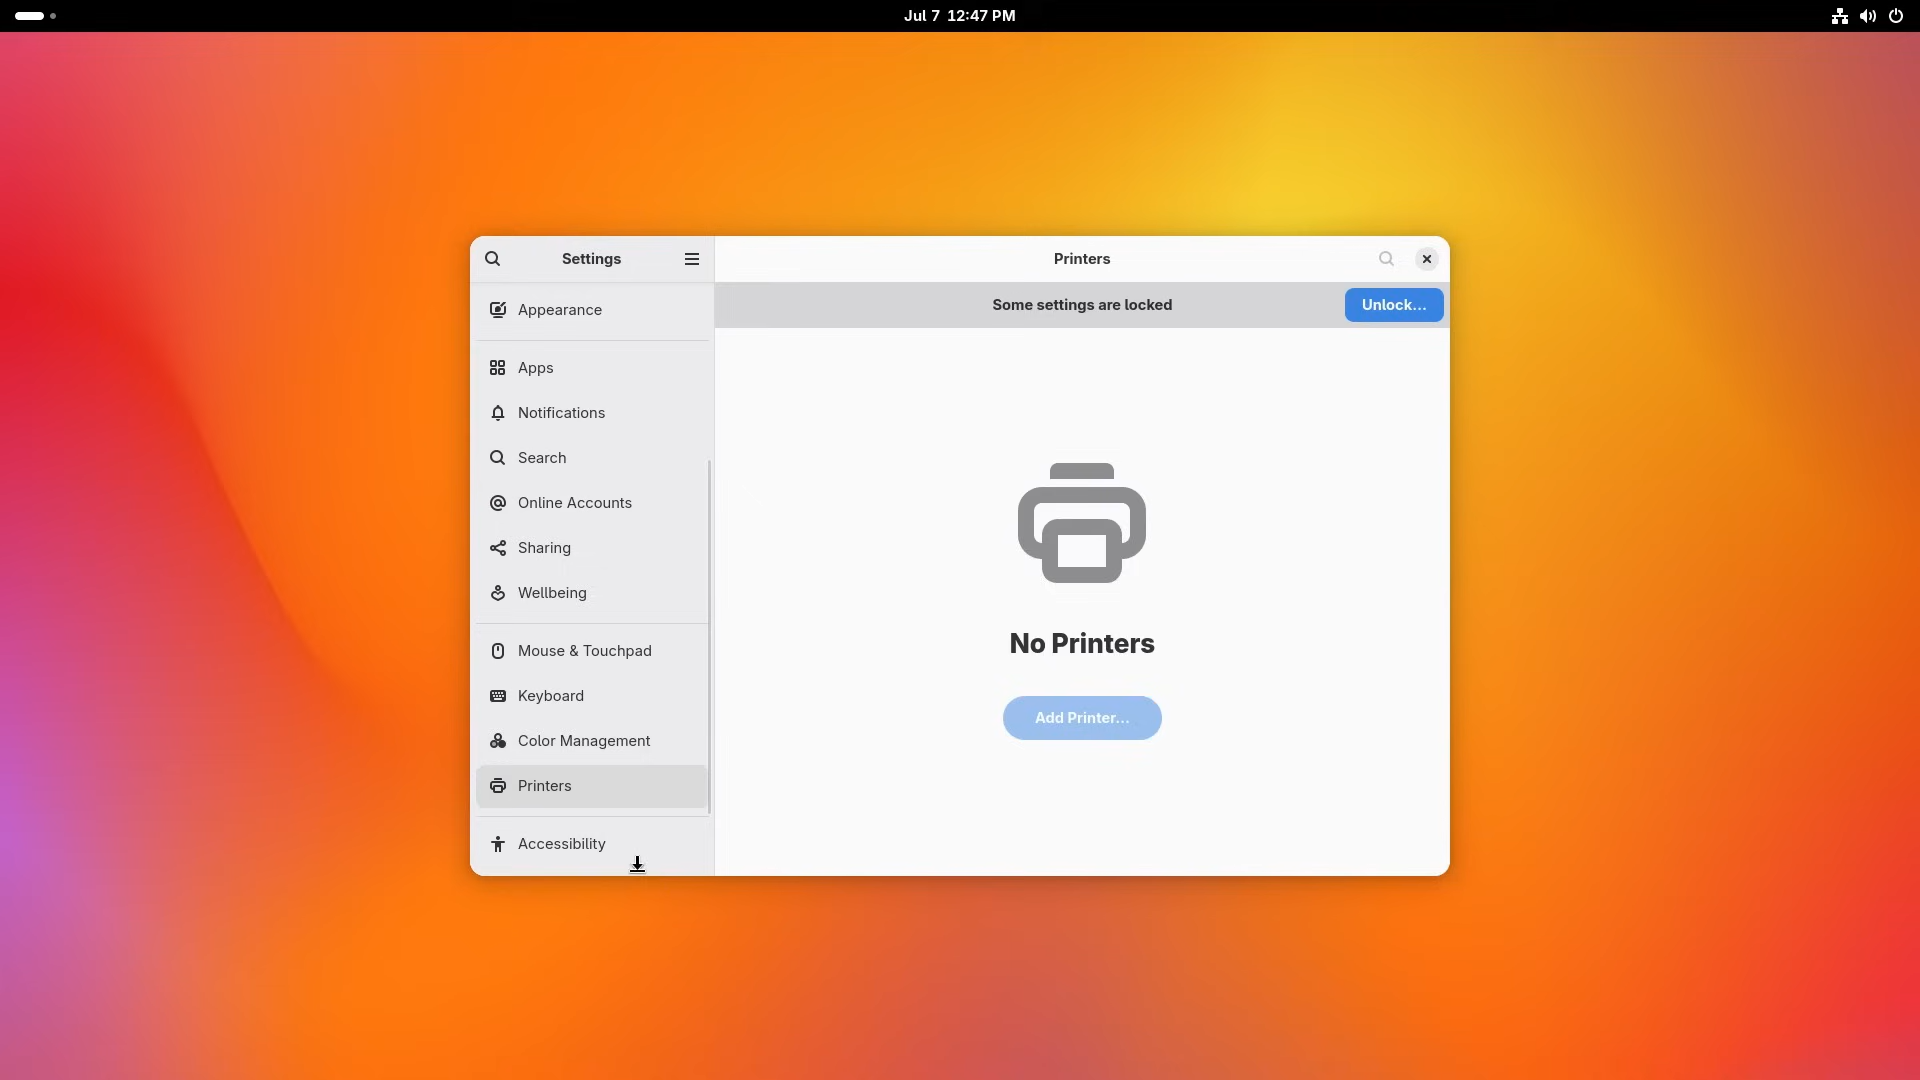 Jul 7 12:47 PM
Settings
Printers
Some settings are locked
Unlock...
Appearance
Apps
Notifications
Search
Online Accounts
Sharing
Wellbeing
Mouse & Touchpad
Keyboard
Color Management
Printers
Accessibility
No Printers
Add Printer...